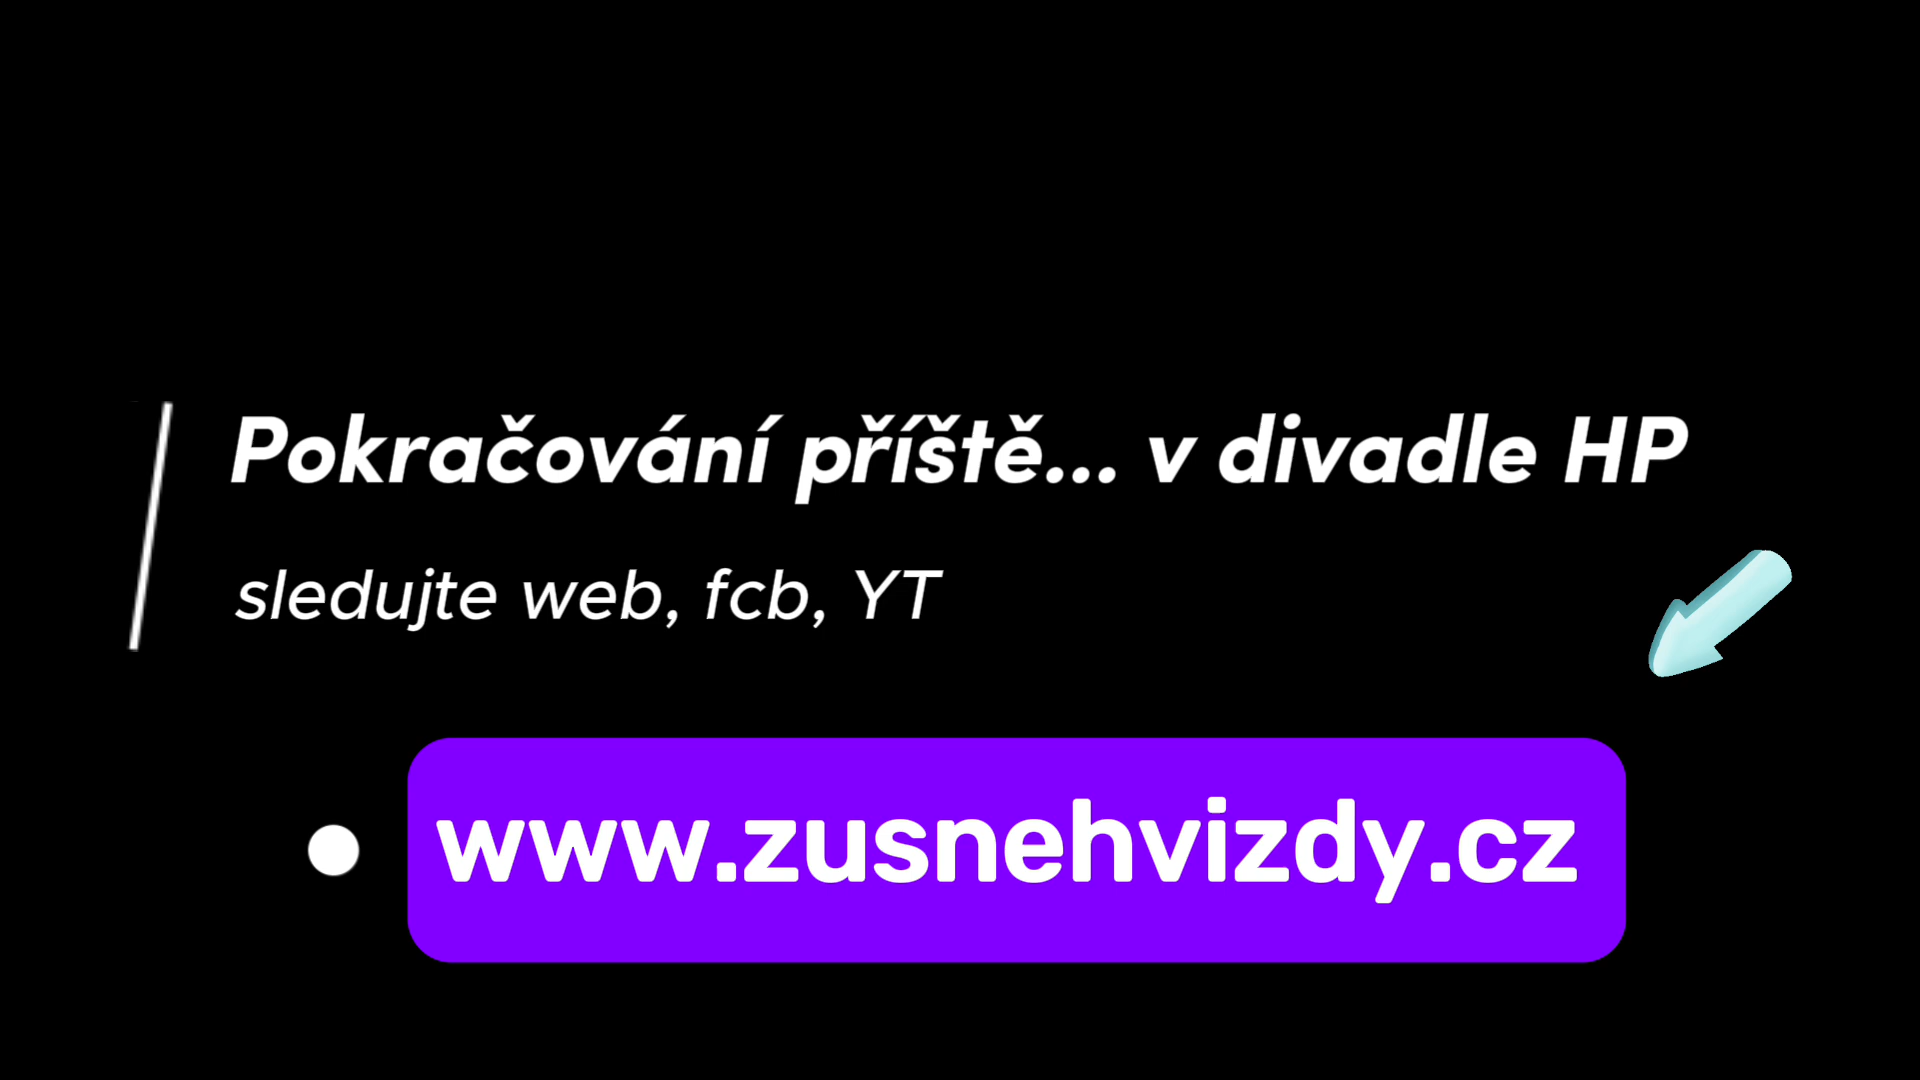 Pokračování příště... v divadle HP
sledujte web, fcb, YT
www.zusnehvizdy.cz